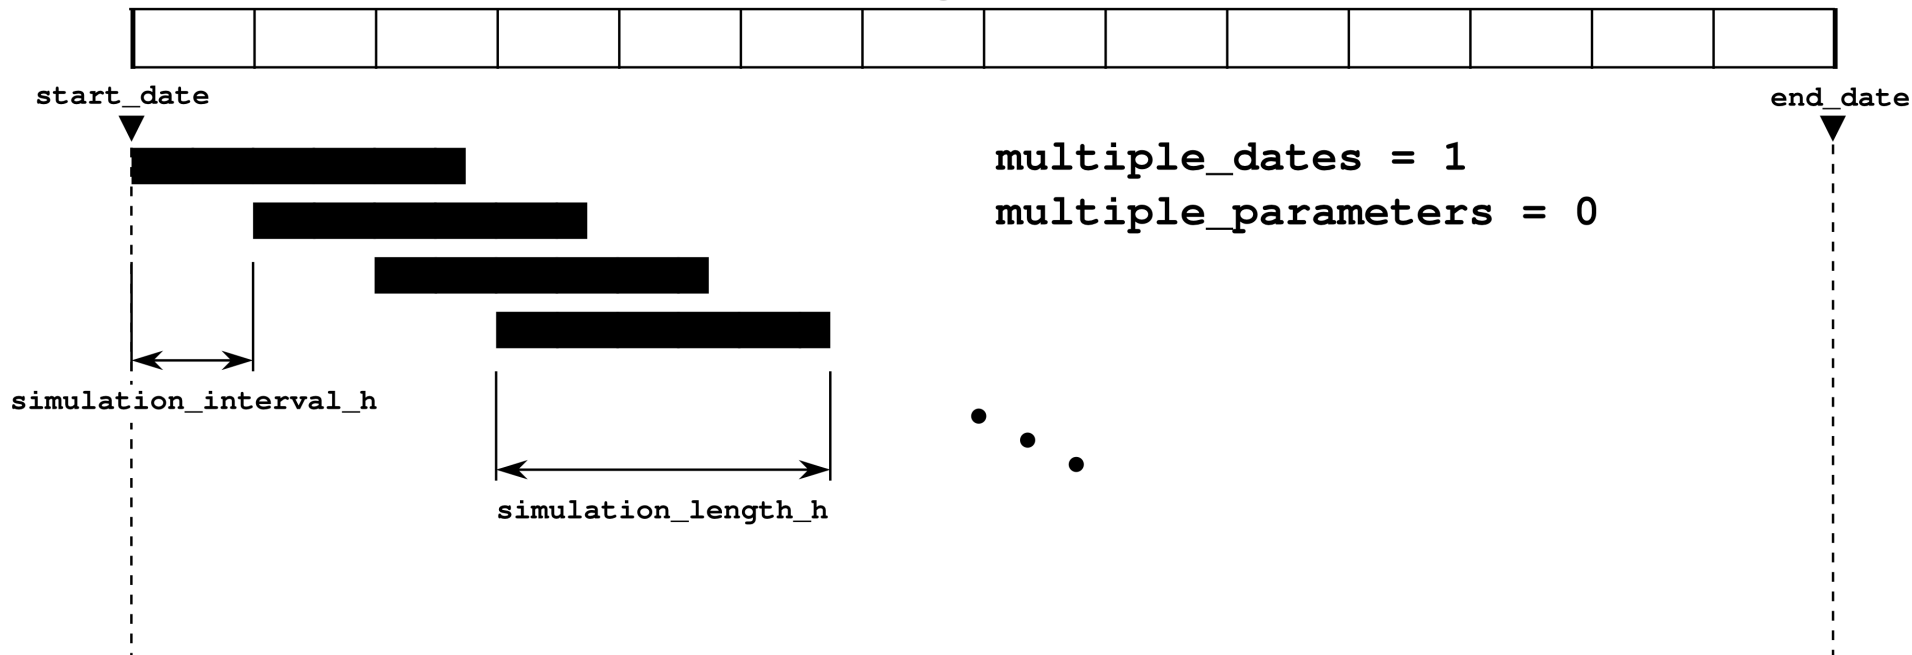 start_date
end_date
multiple_dates = 1
multiple_parameters = 0
simulation_interval_h
simulation_length_h